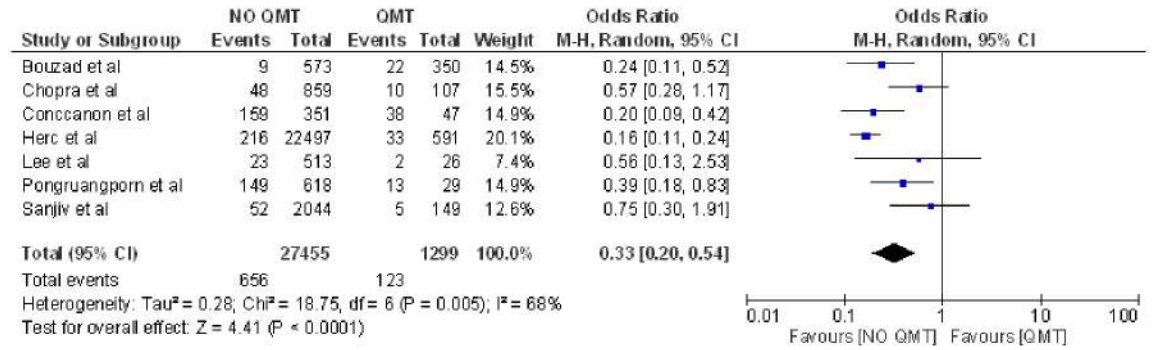 NO QMT QMT Odds Ratio Odds Ratio
Study or Subgroup Events Total Events Total Weight M-H, Random, 95% CI M-H, Random, 95% CI
Bouzad et al 9 573 22 350 14.5% 0.24 [0.11, 0.52]
Chopra et al 48 859 10 107 15.5% 0.57 [0.28, 1.17]
Conccanon et al 159 351 38 47 14.9% 0.20 [0.09, 0.42]
Herc et al 216 22497 33 591 20.1% 0.16 [0.11, 0.24]
Lee et al 23 513 2 26 7.4% 0.56 [0.13, 2.53]
Pongruangporn et al 149 618 13 29 14.9% 0.39 [0.18, 0.83]
Sanjiv et al 52 2044 5 149 12.6% 0.75 [0.30, 1.91]
Total (95% CI) 27455 1299 100.0% 0.33 [0.20, 0.54]
Total events 656 123
Heterogeneity: Tau² = 0.28; Chi² = 18.75, df = 6 (P = 0.005); I² = 68%
Test for overall effect: Z = 4.41 (P < 0.0001)
0.01 0.1 1 10 100
Favours [NO QMT] Favours [QMT]